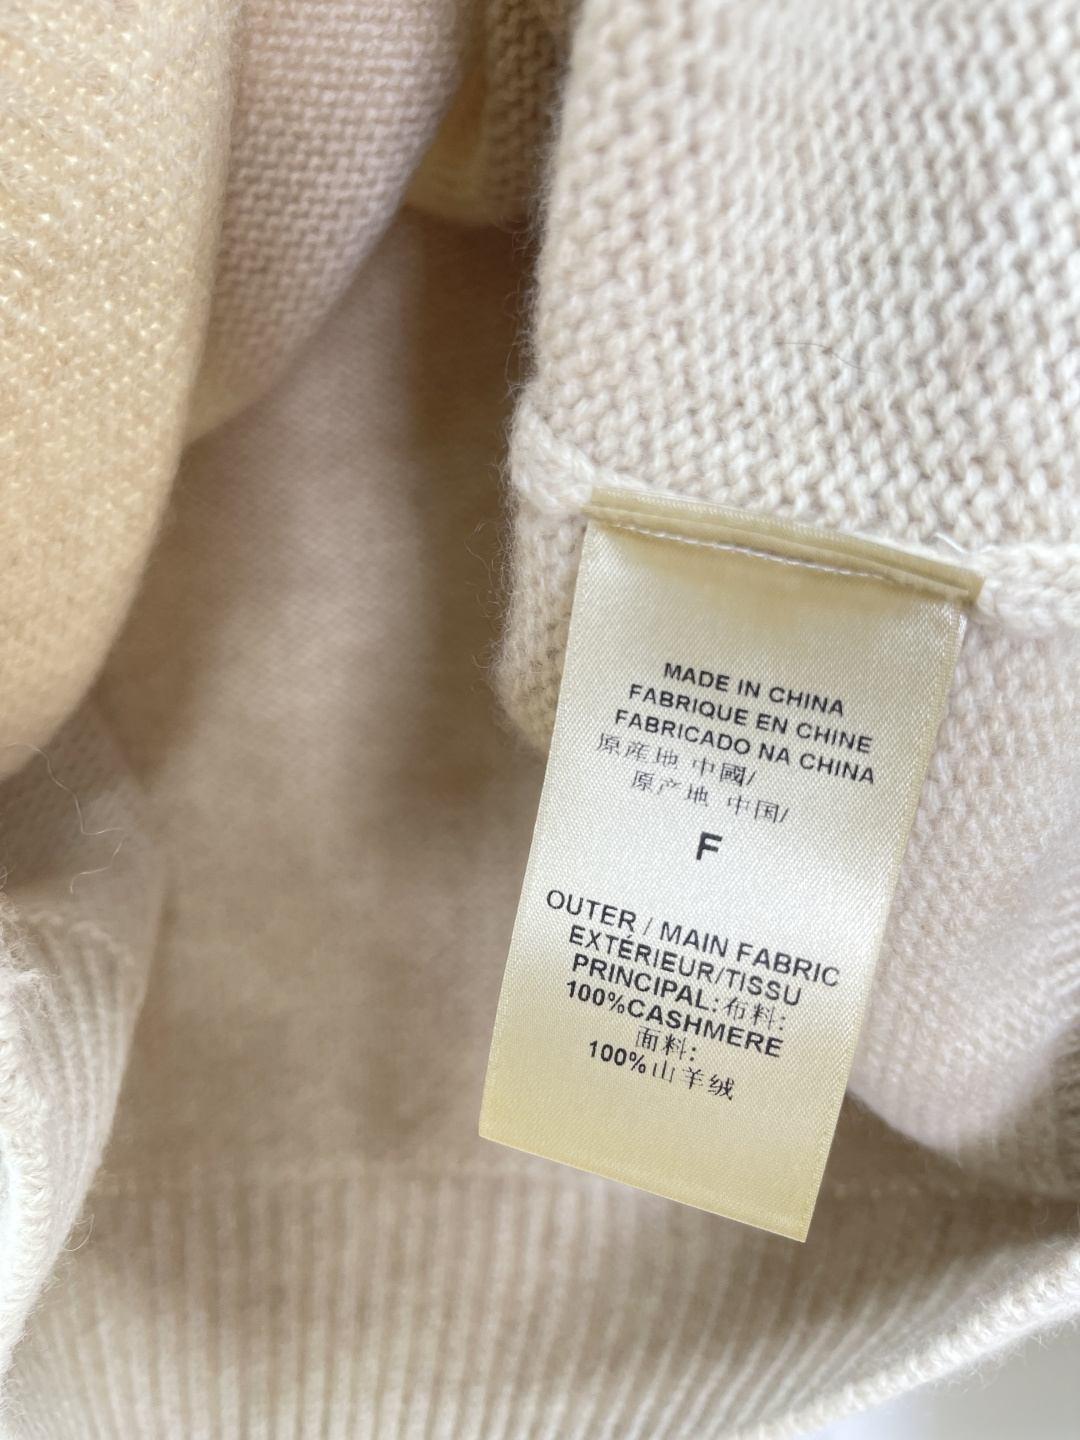 MADE IN CHINA
FABRIQUE EN CHINE
FABRICADO NA CHINA
原産地 中國/
原产地 中国/
F
OUTER / MAIN FABRIC
EXTÉRIEUR/TISSU
PRINCIPAL:布料:
100%CASHMERE
面料:
100%山羊绒